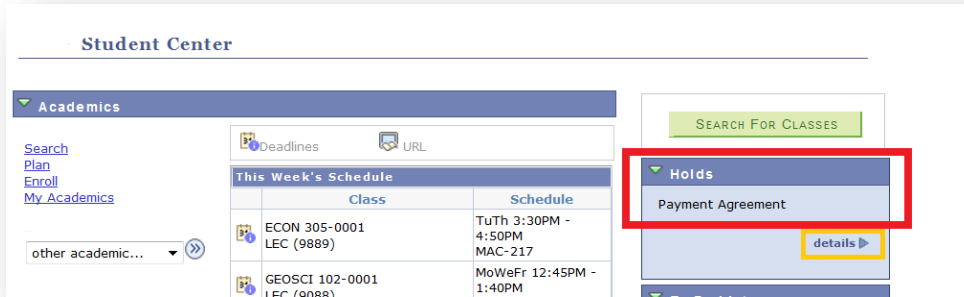 Student Center
Academics
Search
Plan
Enroll
My Academics
other academic...
Deadlines
URL
This Week's Schedule
Class Schedule
ECON 305-0001
LEC (9889)
TuTh 3:30PM -
4:50PM
MAC-217
GEOSCI 102-0001
LEC (9088)
MoWeFr 12:45PM -
1:40PM
SEARCH FOR CLASSES
Holds
Payment Agreement
details